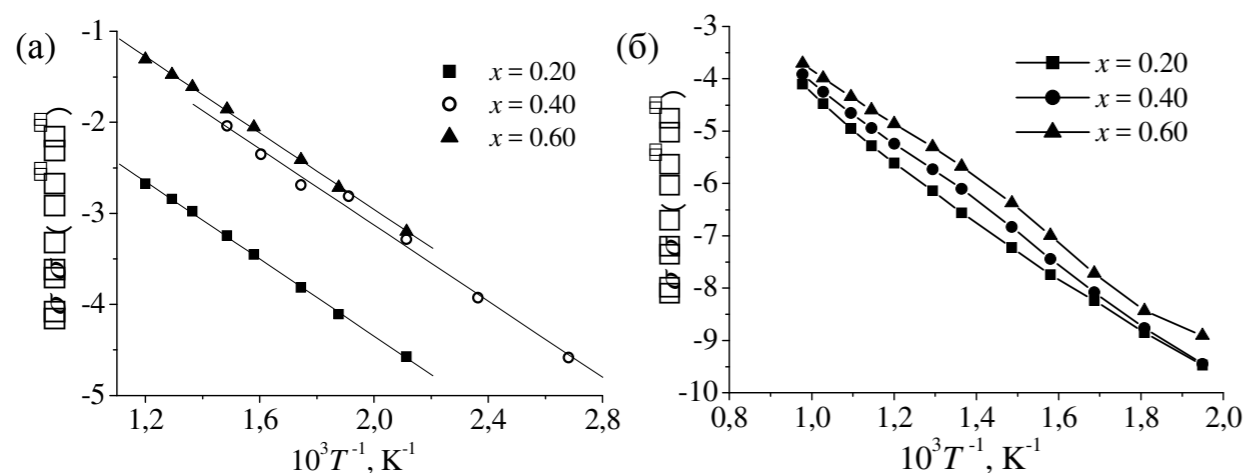 (а)
-1
-2
-3
-4
-5
x = 0.20
x = 0.40
x = 0.60
1,2 1,6 2,0 2,4 2,8
10³T⁻¹, K⁻¹
(б)
-3
-4
-5
-6
-7
-8
-9
-10
x = 0.20
x = 0.40
x = 0.60
0,8 1,0 1,2 1,4 1,6 1,8 2,0
10³T⁻¹, K⁻¹